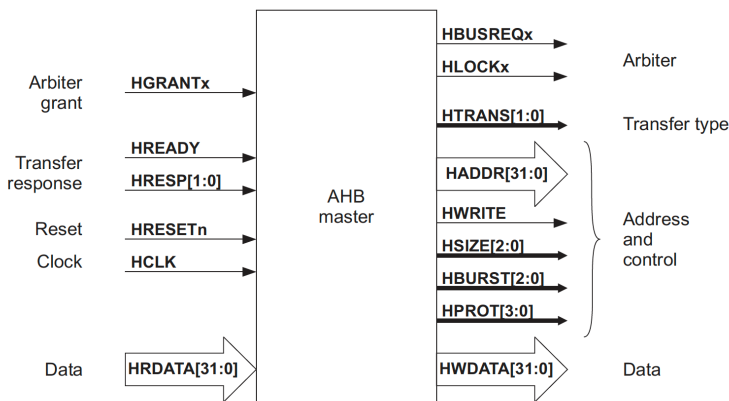 Arbiter
grant
HGRANTx
Transfer
response
HREADY
HRESP[1:0]
Reset
HRESETn
Clock
HCLK
Data
HRDATA[31:0]
AHB
master
HBUSREQx
HLOCKx
Arbiter
HTRANS[1:0]
Transfer type
HADDR[31:0]
HWRITE
HSIZE[2:0]
HBURST[2:0]
HPROT[3:0]
Address
and
control
HWDATA[31:0]
Data